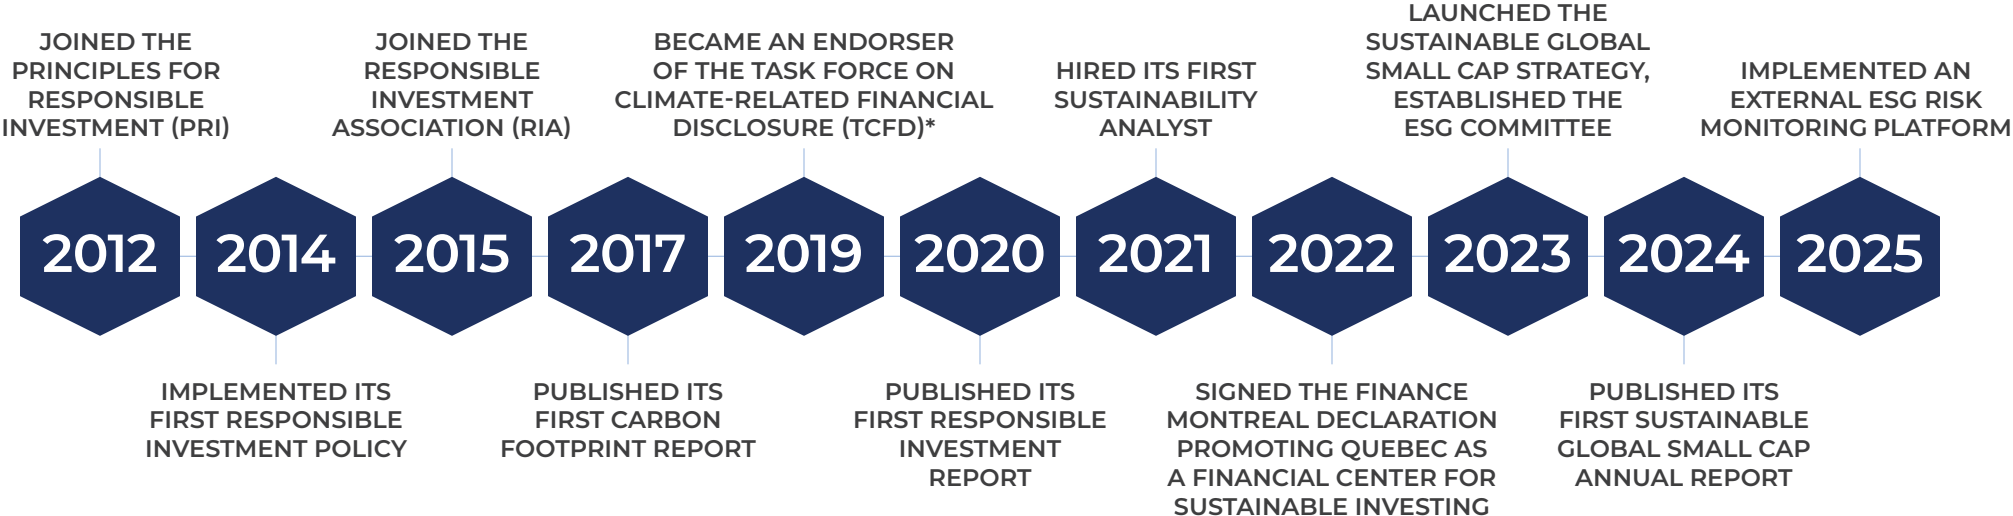 JOINED THE
PRINCIPLES FOR
RESPONSIBLE
INVESTMENT (PRI)
2012
2014
IMPLEMENTED ITS
FIRST RESPONSIBLE
INVESTMENT POLICY
JOINED THE
RESPONSIBLE
INVESTMENT
ASSOCIATION (RIA)
2015
2017
PUBLISHED ITS
FIRST CARBON
FOOTPRINT REPORT
BECAME AN ENDORSER
OF THE TASK FORCE ON
CLIMATE-RELATED FINANCIAL
DISCLOSURE (TCFD)*
2019
2020
PUBLISHED ITS
FIRST RESPONSIBLE
INVESTMENT
REPORT
HIRED ITS FIRST
SUSTAINABILITY
ANALYST
2021
2022
SIGNED THE FINANCE
MONTREAL DECLARATION
PROMOTING QUEBEC AS
A FINANCIAL CENTER FOR
SUSTAINABLE INVESTING
LAUNCHED THE
SUSTAINABLE GLOBAL
SMALL CAP STRATEGY,
ESTABLISHED THE
ESG COMMITTEE
2023
2024
PUBLISHED ITS
FIRST SUSTAINABLE
GLOBAL SMALL CAP
ANNUAL REPORT
IMPLEMENTED AN
EXTERNAL ESG RISK
MONITORING PLATFORM
2025